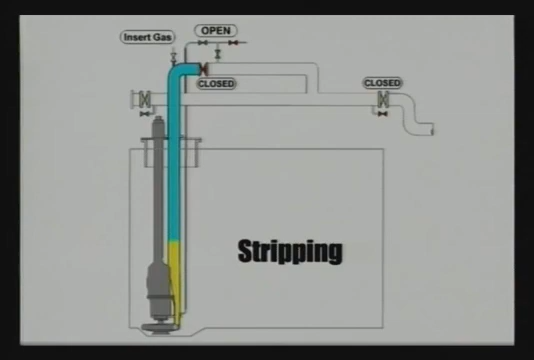 OPEN
Insert Gas
CLOSED
CLOSED
Stripping